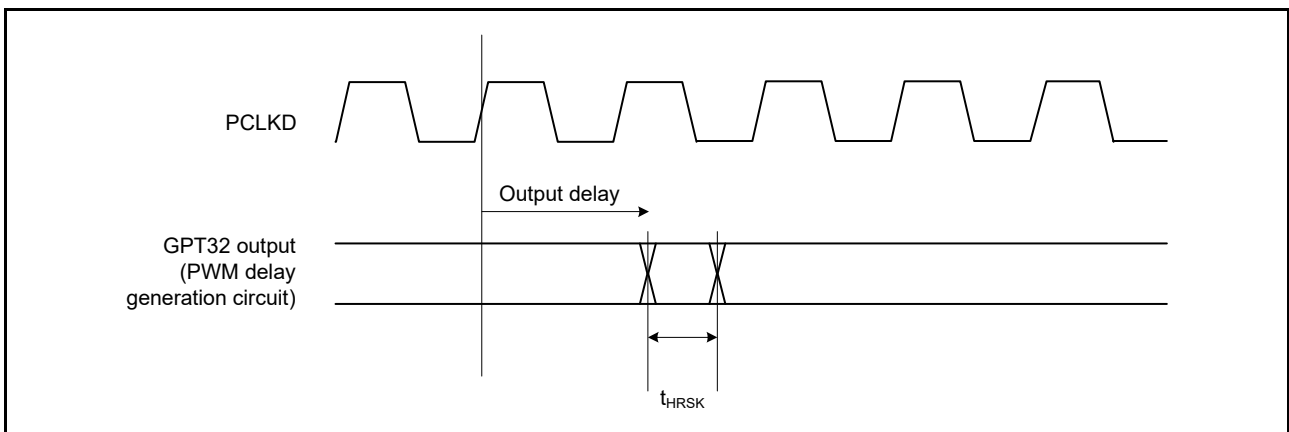 PCLKD
Output delay
GPT32 output
(PWM delay
generation circuit)
tHRSK